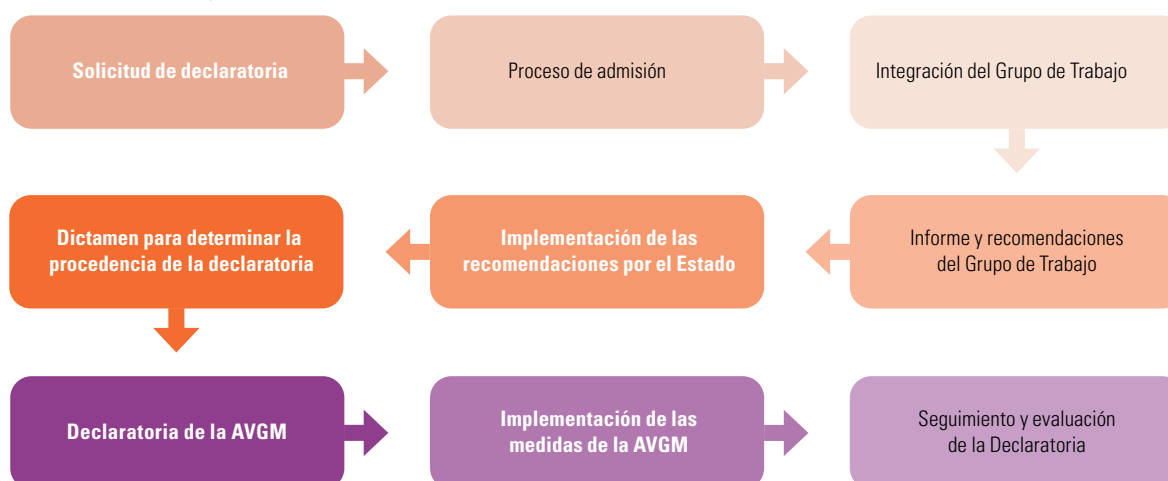 Solicitud de declaratoria
Proceso de admisión
Integración del Grupo de Trabajo
Informe y recomendaciones
del Grupo de Trabajo
Implementación de las
recomendaciones por el Estado
Dictamen para determinar la
procedencia de la declaratoria
Declaratoria de la AVGM
Implementación de las
medidas de la AVGM
Seguimiento y evaluación
de la Declaratoria